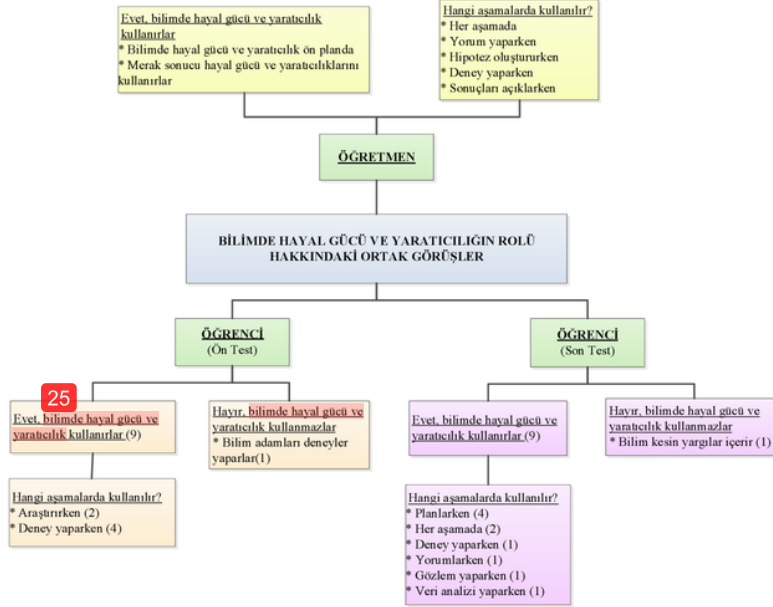 Evet, bilimde hayal gücü ve yaratıcılık
kullanırlar
* Bilimde hayal gücü ve yaratıcılık ön planda
* Merak sonucu hayal gücü ve yaratıcılıklarını
kullanırlar
Hangi aşamalarda kullanılır?
* Her aşamada
* Yorum yaparken
* Hipotez oluştururken
* Deney yaparken
* Sonuçları açıklarken
ÖĞRETMEN
BİLİMDE HAYAL GÜCÜ VE YARATICILIĞIN ROLÜ
HAKKINDAKİ ORTAK GÖRÜŞLER
ÖĞRENCİ
(Ön Test)
ÖĞRENCİ
(Son Test)
25
Evet, bilimde hayal gücü ve
yaratıcılık kullanırlar (9)
Hayır, bilimde hayal gücü ve
yaratıcılık kullanmazlar
* Bilim adamları deneyler
yaparlar(1)
Evet, bilimde hayal gücü ve
yaratıcılık kullanırlar (9)
Hayır, bilimde hayal gücü ve
yaratıcılık kullanmazlar
* Bilim kesin yargılar içerir (1)
Hangi aşamalarda kullanılır?
* Araştırırken (2)
* Deney yaparken (4)
Hangi aşamalarda kullanılır?
* Planlarken (4)
* Her aşamada (2)
* Deney yaparken (1)
* Yorumlarken (1)
* Gözlem yaparken (1)
* Veri analizi yaparken (1)